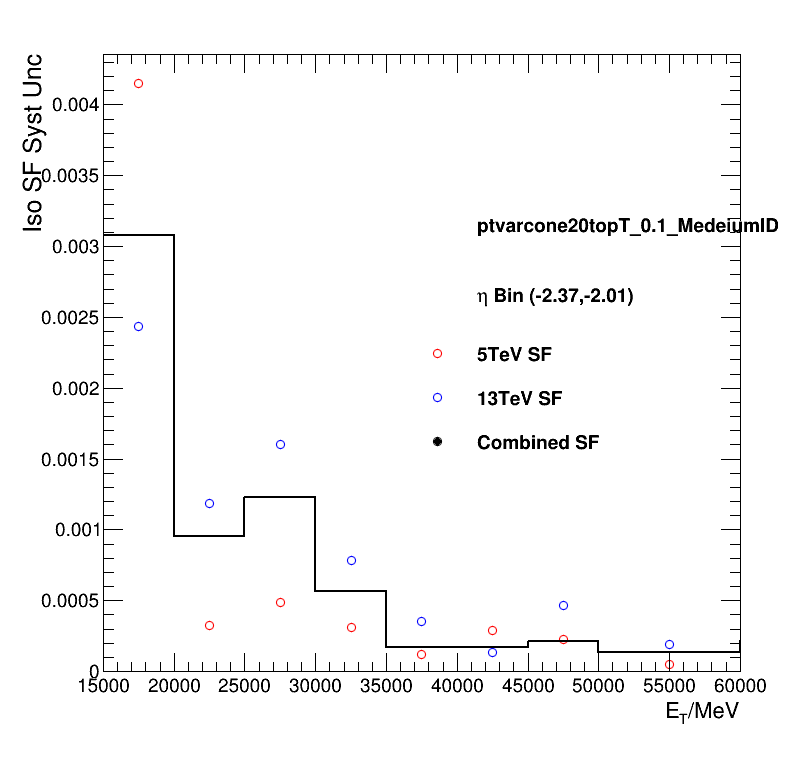 Iso SF Syst Unc
0.004
0.0035
0.003
0.0025
0.002
0.0015
0.001
0.0005
0
ptvarcone20topT_0.1_MedeiumID
η Bin (-2.37,-2.01)
5TeV SF
13TeV SF
Combined SF
15000 20000 25000 30000 35000 40000 45000 50000 55000 60000
E_T/MeV